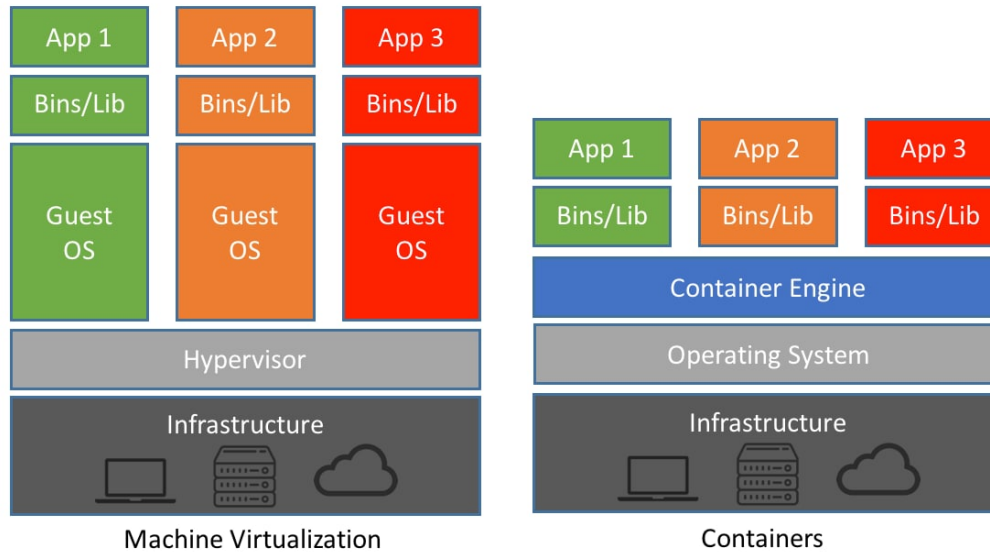 App 1
App 2
App 3
Bins/Lib
Bins/Lib
Bins/Lib
Guest
OS
Guest
OS
Guest
OS
Hypervisor
Infrastructure
Machine Virtualization
App 1
App 2
App 3
Bins/Lib
Bins/Lib
Bins/Lib
Container Engine
Operating System
Infrastructure
Containers